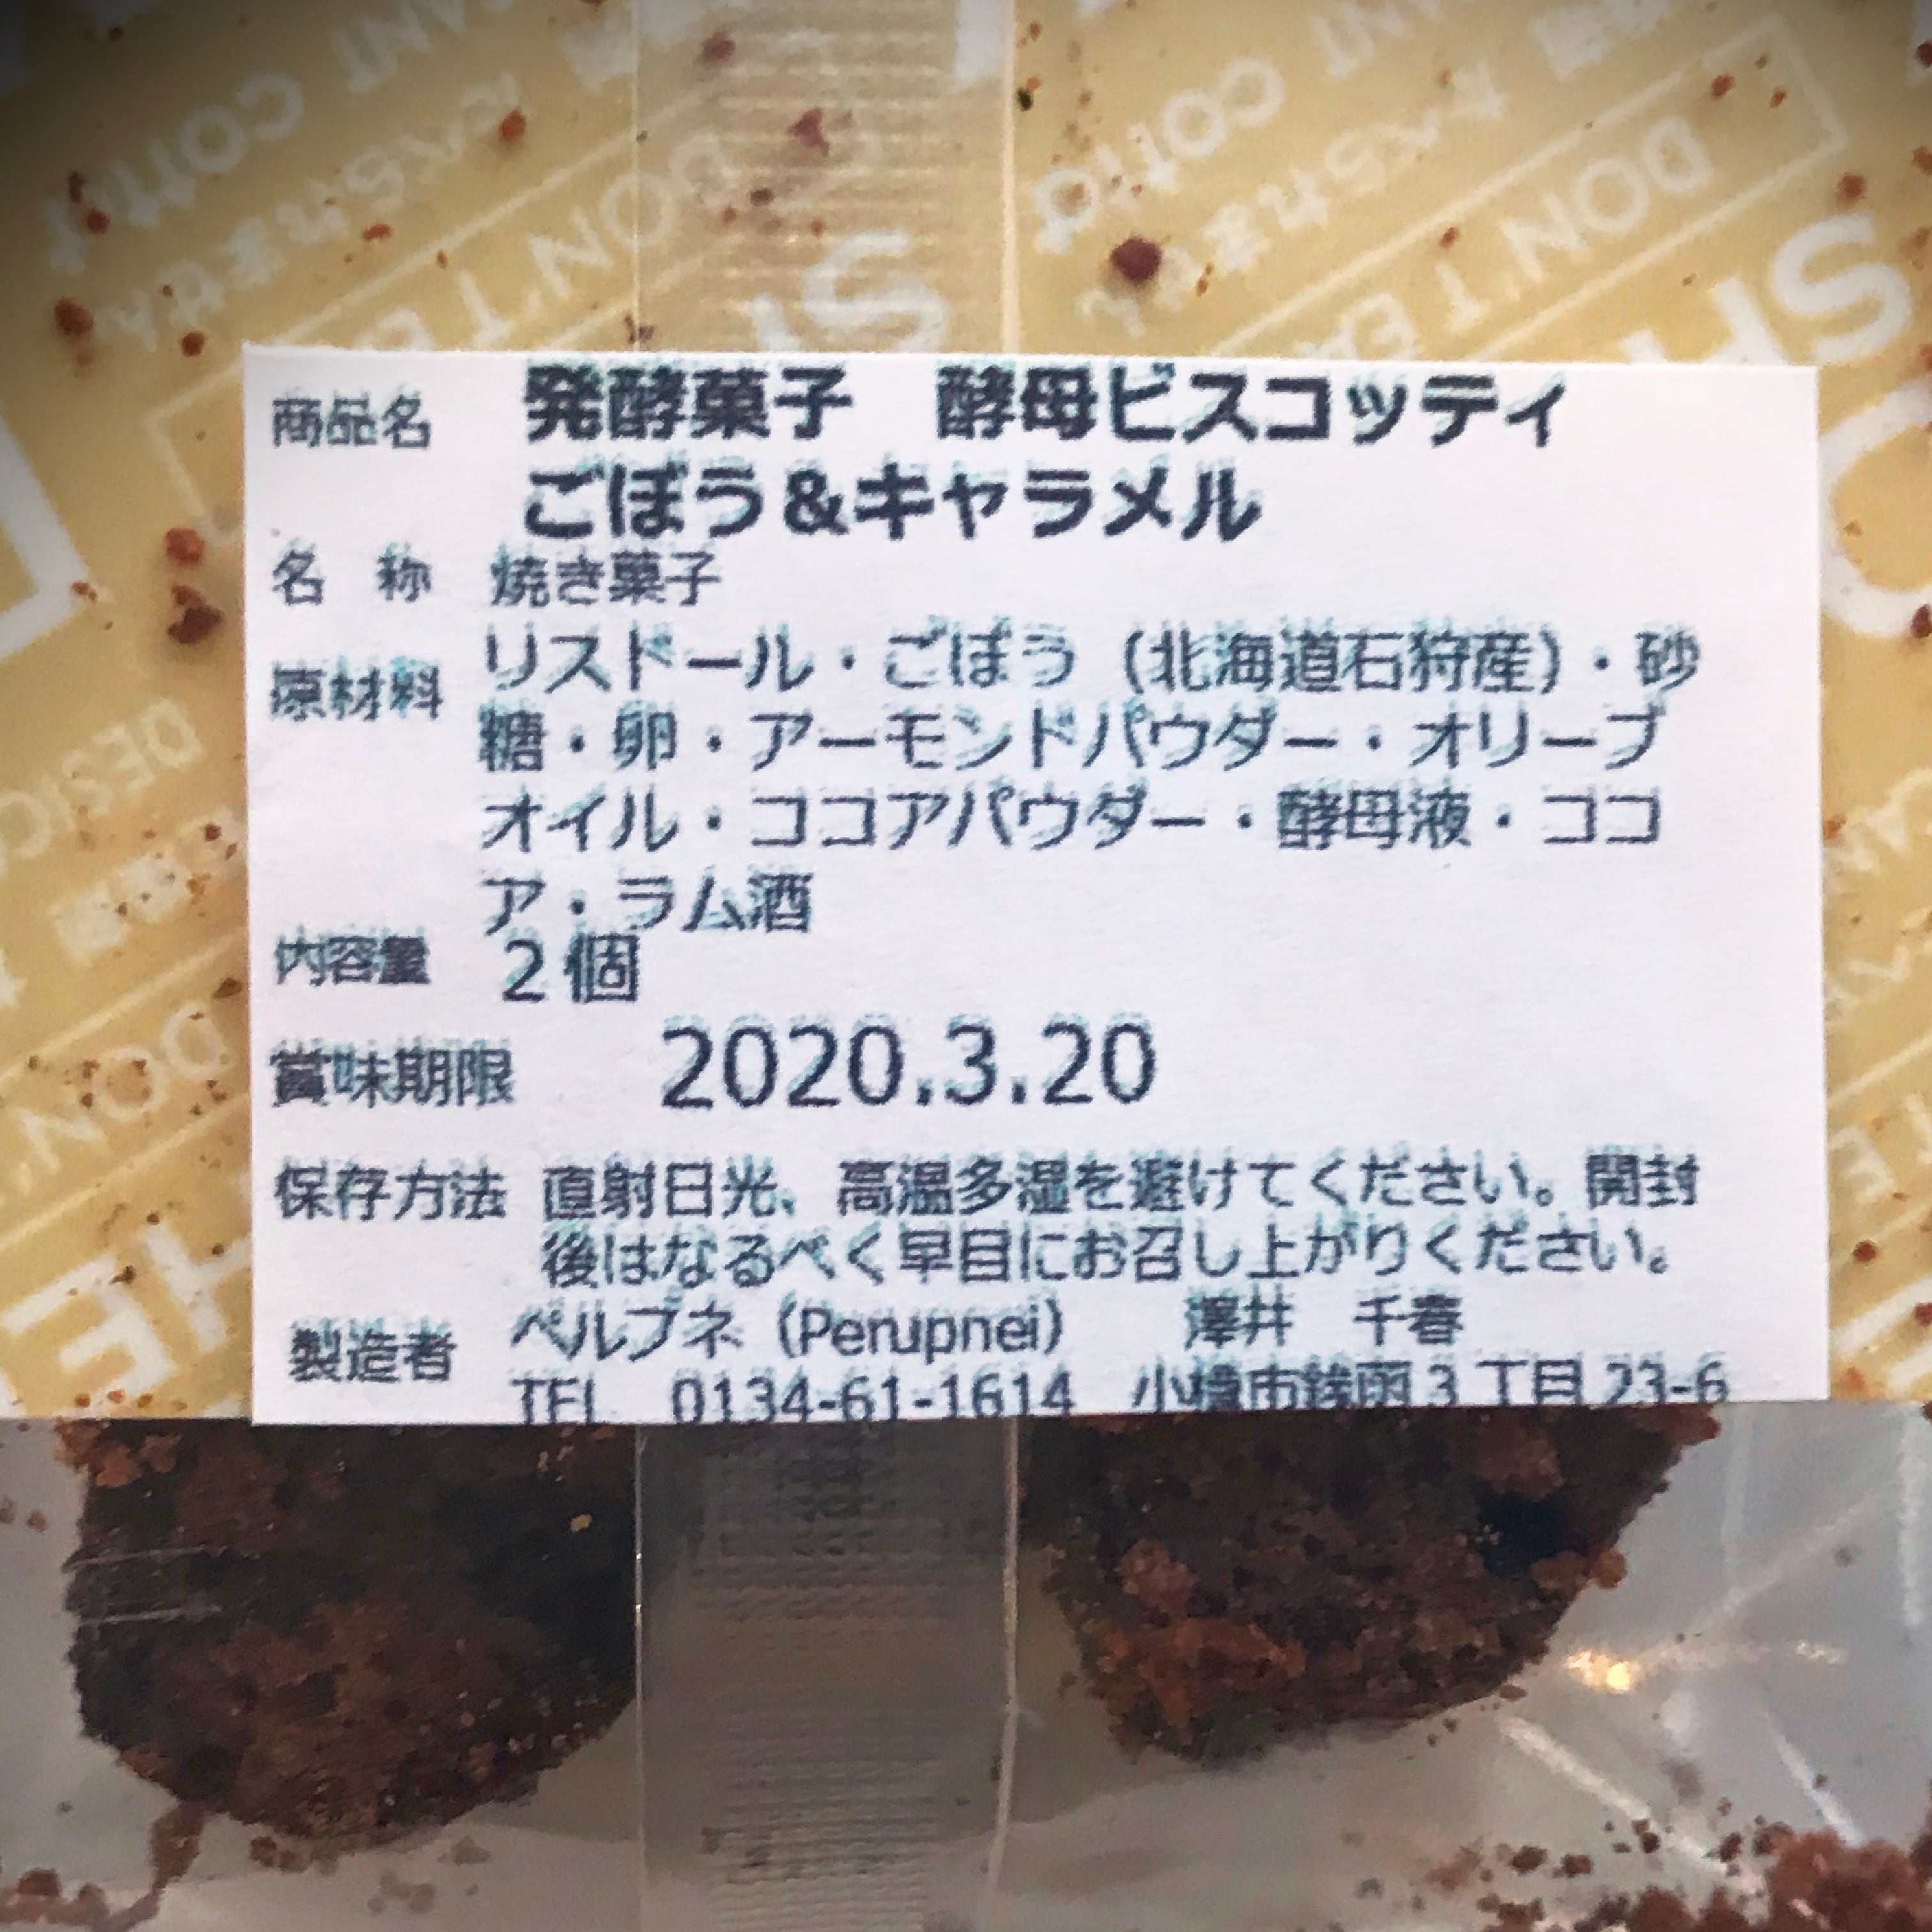 商品名 発酵菓子　酵母ビスコッティ
ごぼう＆キャラメル
名　称 焼き菓子
原材料 リスドール・ごぼう（北海道石狩産）・砂
糖・卵・アーモンドパウダー・オリーブ
オイル・ココアパウダー・酵母液・ココ
ア・ラム酒
内容量 2個
賞味期限 2020.3.20
保存方法 直射日光、高温多湿を避けてください。開封
後はなるべく早目にお召し上がりください。
製造者 ペルプネ（Perupnei）　澤井　千春
TEL 0134-61-1614 小樽市銭函3丁目23-6
DON'T EA
DON'T E